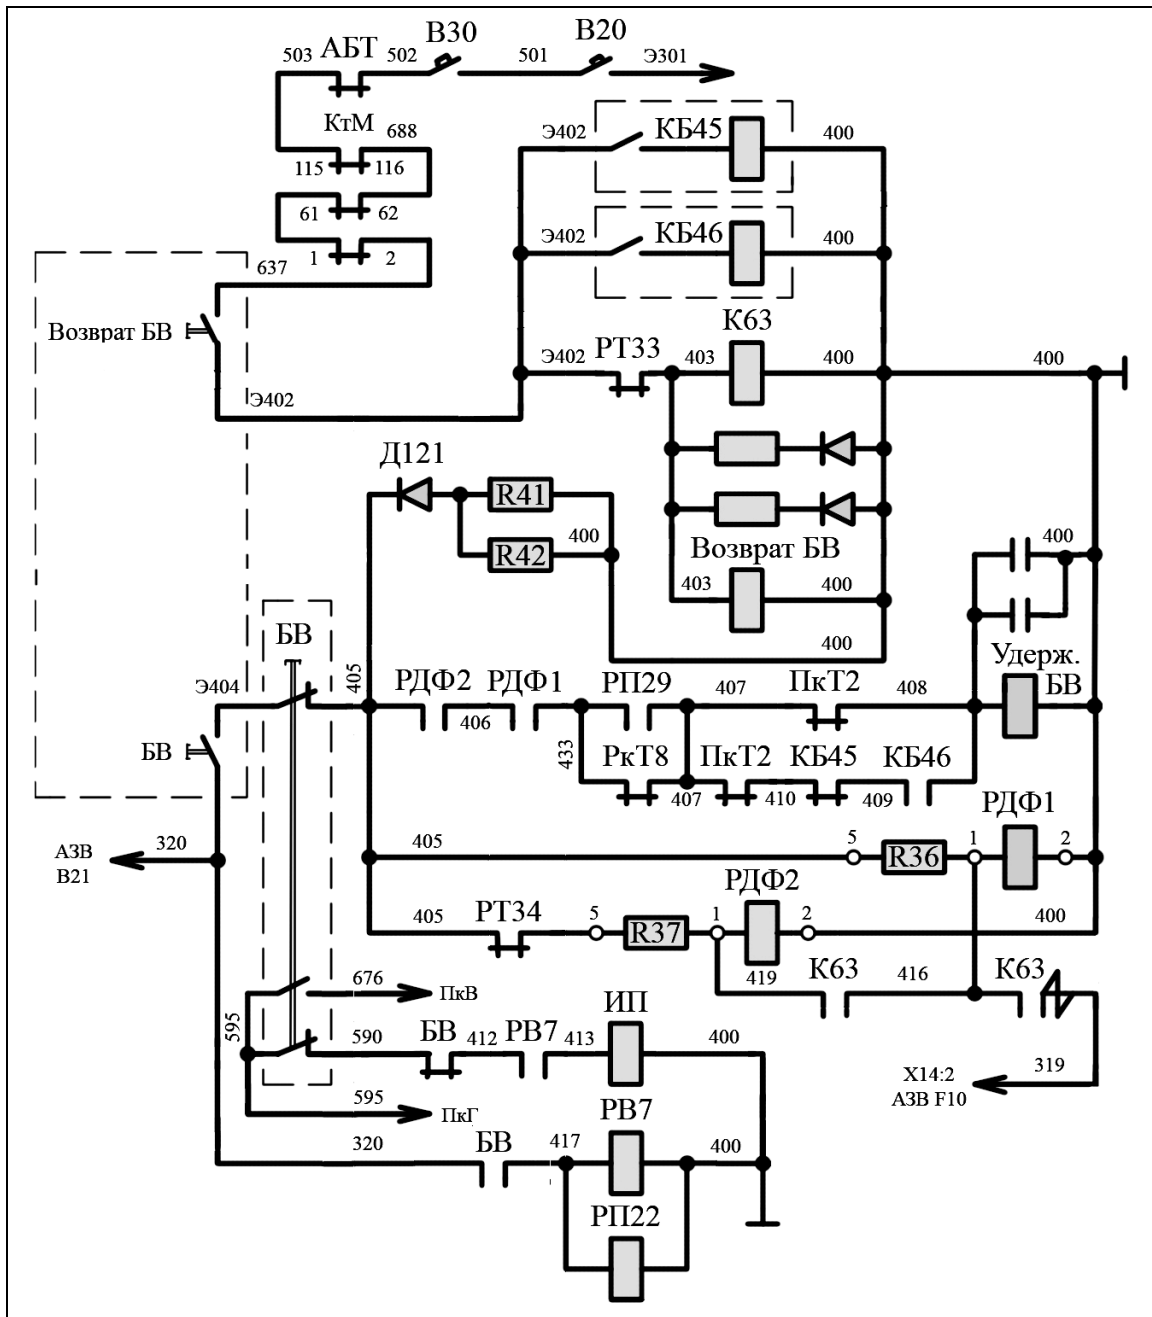 503 АБТ 502 В30 501 В20 Э301
КтМ
688
115 116
61 62
1 2
637
Возврат БВ
Э402
Э402 КБ45 400
Э402 КБ46 400
К63
Э402 РТ33 403 400 400
Д121
R41
R42 400
Возврат БВ
403 400
400
400
Удерж.
БВ
БВ
Э404 405 РДФ2 406 РДФ1 РП29 407 ПкТ2 408
БВ
433 РкТ8 407 ПкТ2 410 КБ45 409 КБ46
РДФ1
АЗВ
В21
320
405 5 R36 1 2
РДФ2
405 РТ34 5 R37 1 2 400
419 К63 416 К63
676 ПкВ
ИП
595 590 БВ 412 РВ7 413 400
Х14:2
АЗВ F10
319
595 ПкГ
РВ7
320 БВ 417 400
РП22